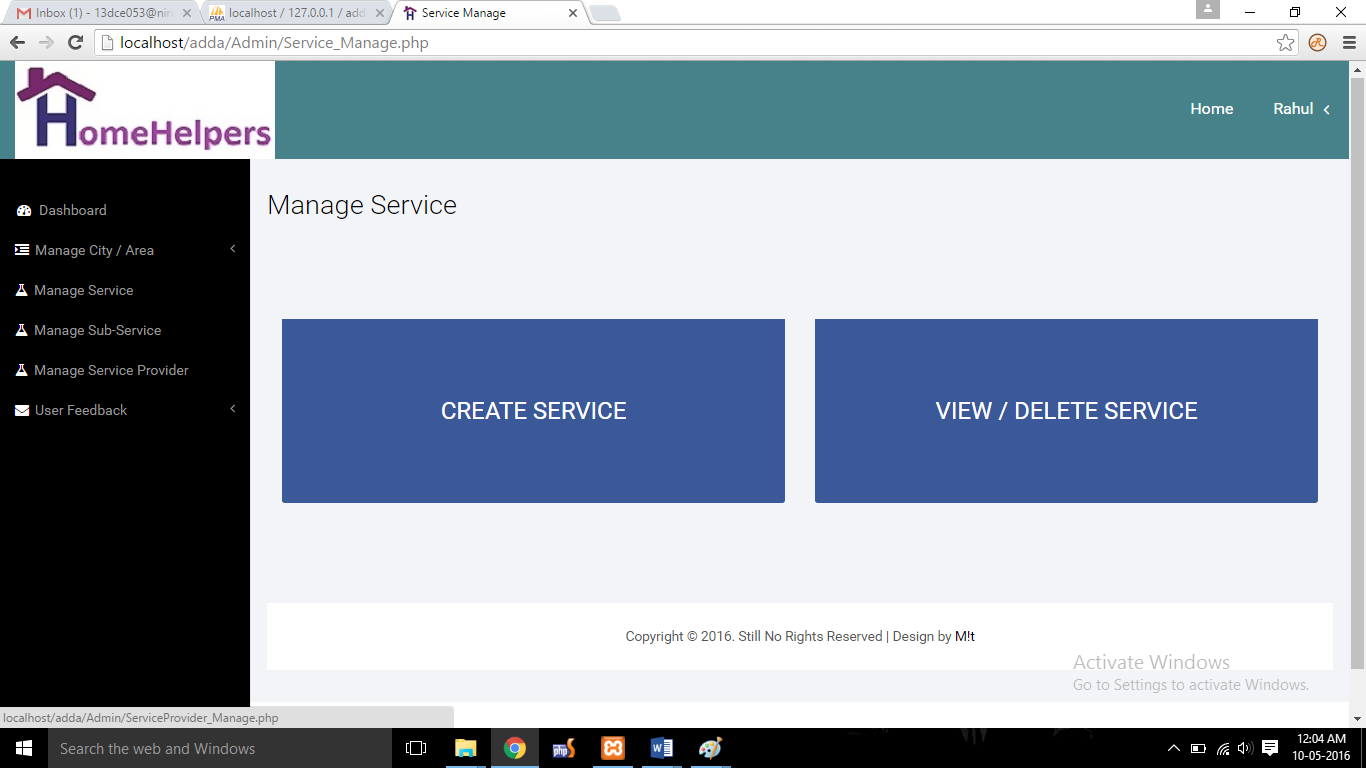 Inbox (1) - 13dce053@nin
localhost / 127.0.0.1 / add
Service Manage
localhost/adda/Admin/Service_Manage.php
HomeHelpers
Home
Rahul
Dashboard
Manage City / Area
Manage Service
Manage Sub-Service
Manage Service Provider
User Feedback
Manage Service
CREATE SERVICE
VIEW / DELETE SERVICE
Copyright © 2016. Still No Rights Reserved | Design by M!t
Activate Windows
Go to Settings to activate Windows.
localhost/adda/Admin/ServiceProvider_Manage.php
Search the web and Windows
12:04 AM
10-05-2016